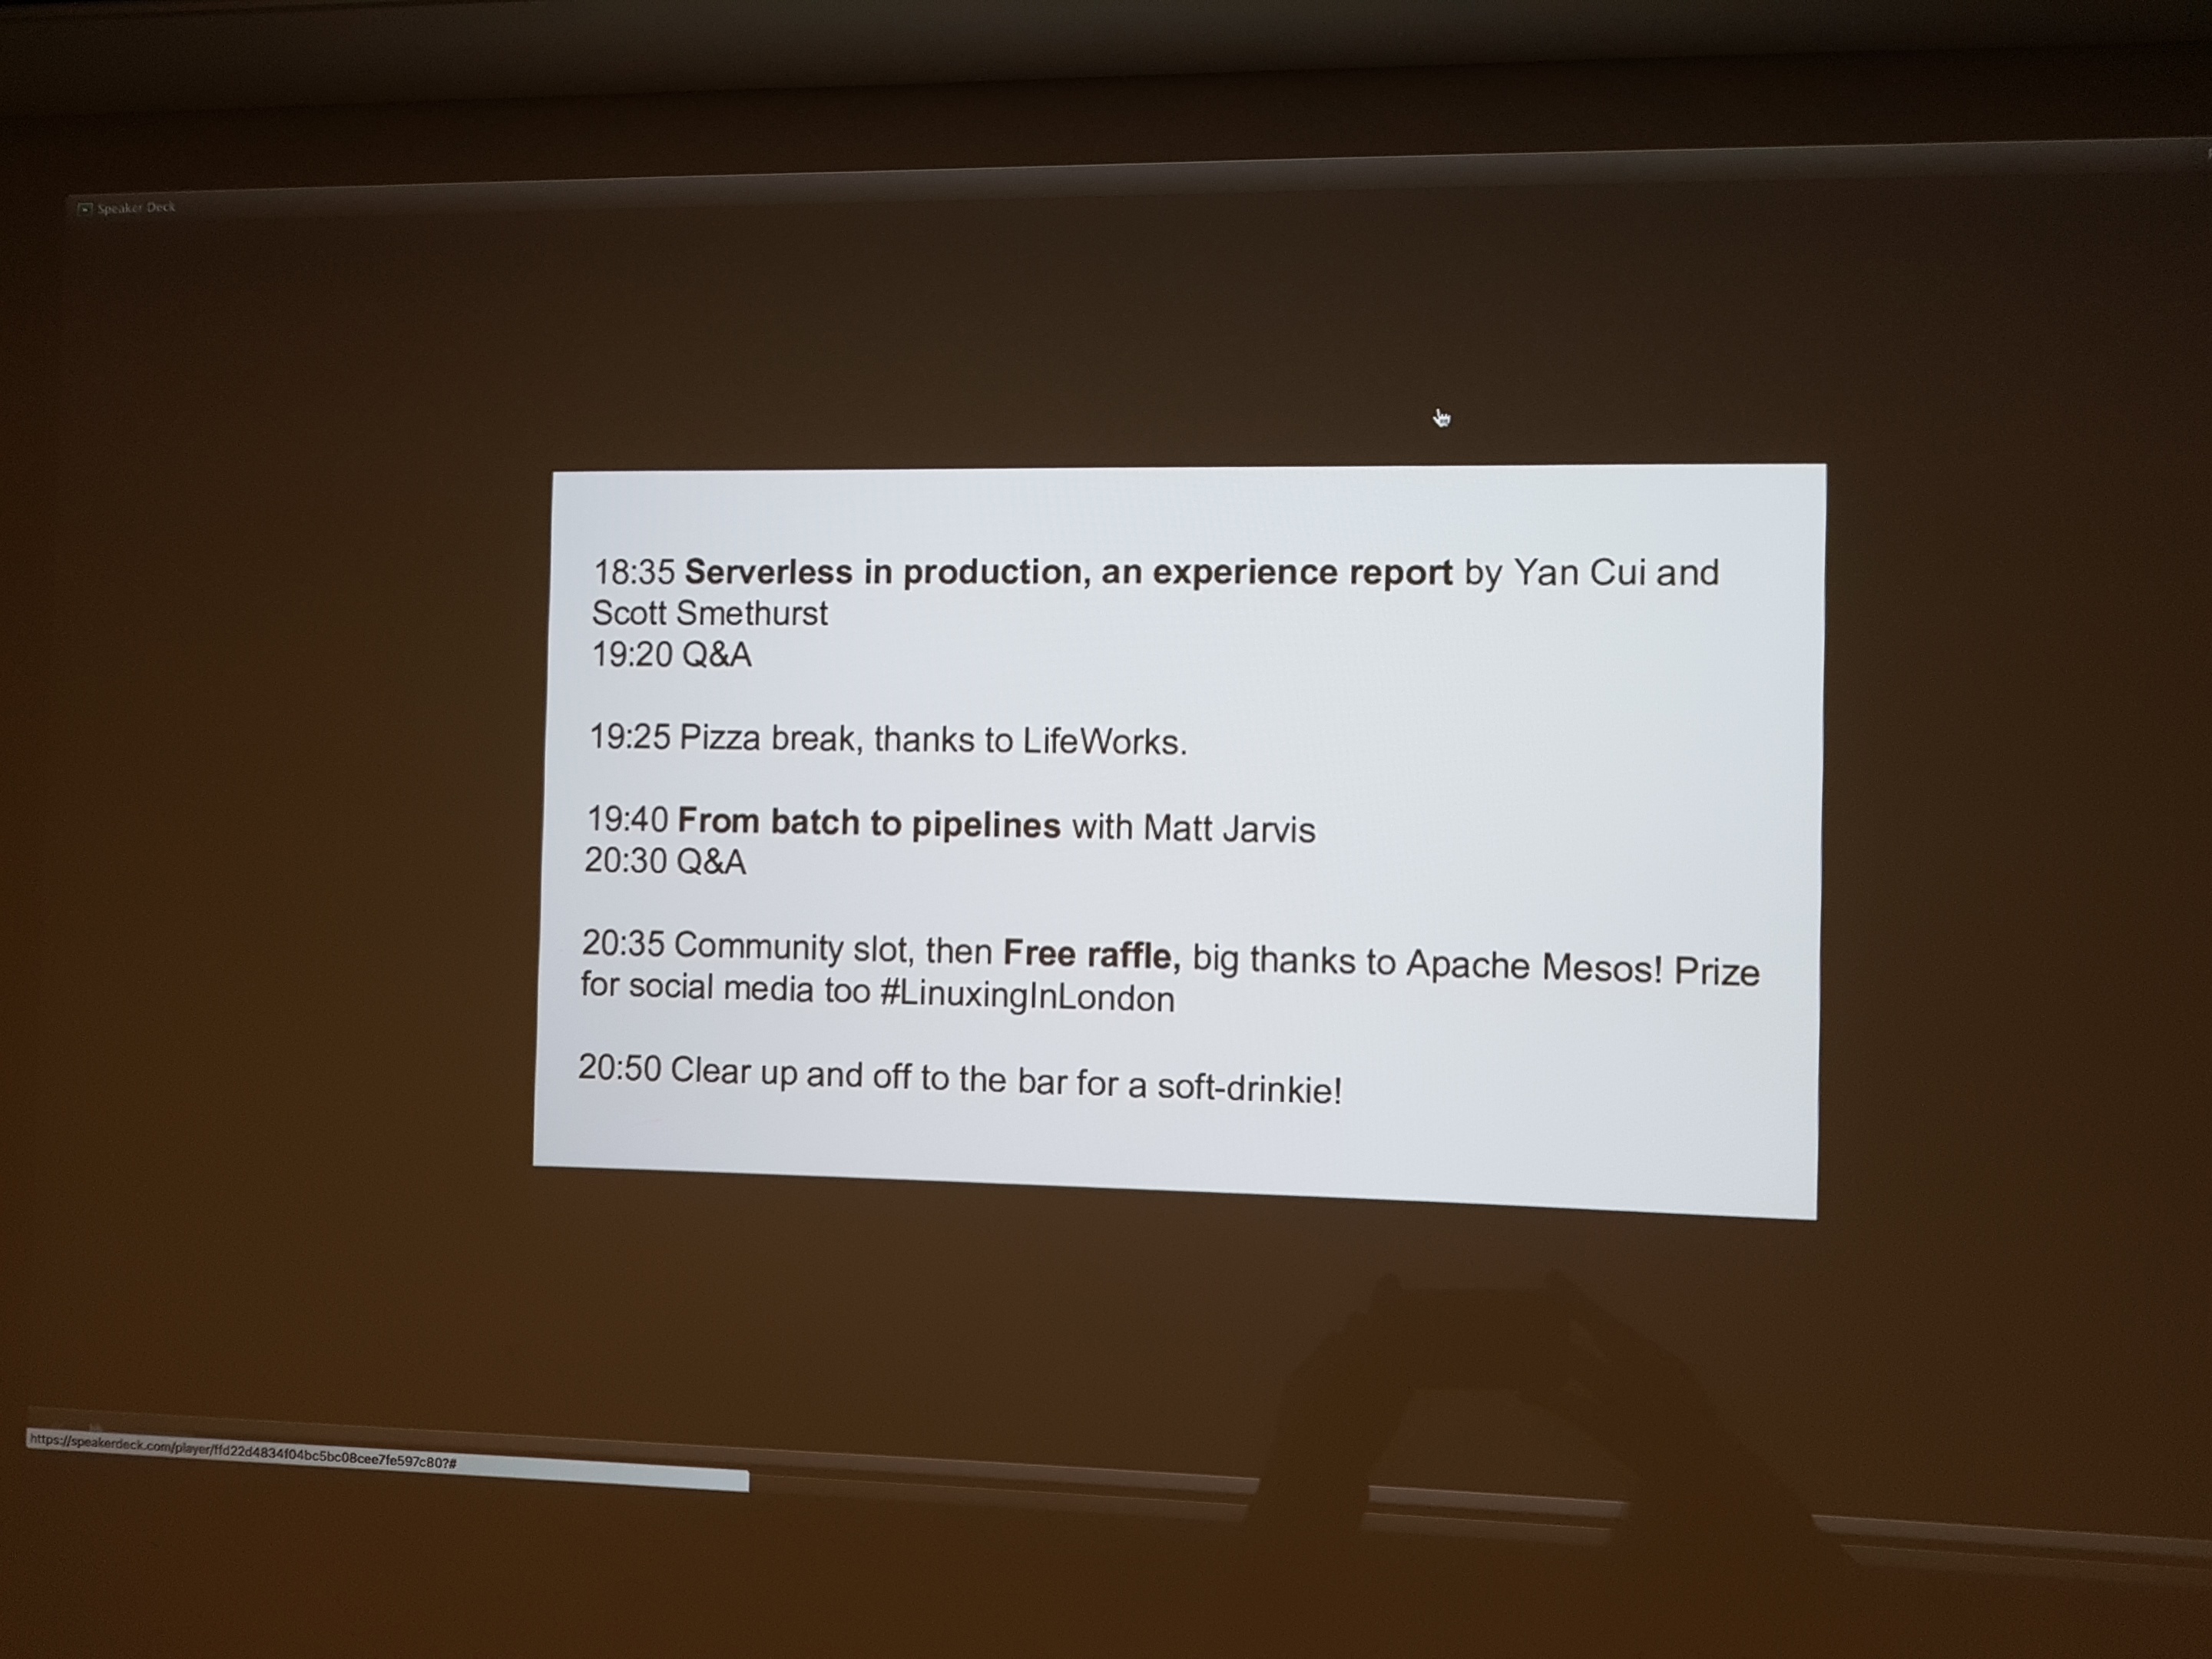 Speaker Deck
18:35 Serverless in production, an experience report by Yan Cui and
Scott Smethurst
19:20 Q&A
19:25 Pizza break, thanks to LifeWorks.
19:40 From batch to pipelines with Matt Jarvis
20:30 Q&A
20:35 Community slot, then Free raffle, big thanks to Apache Mesos! Prize
for social media too #LinuxingInLondon
20:50 Clear up and off to the bar for a soft-drinkie!
https://speakerdeck.com/player/ffd22d4834f04bc5bc08cee7fe597c80?#